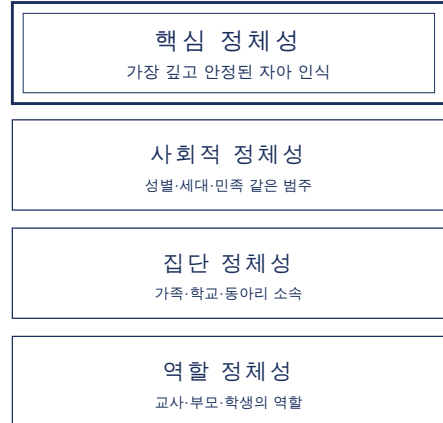 핵심 정체성
가장 깊고 안정된 자아 인식
사회적 정체성
성별·세대·민족 같은 범주
집단 정체성
가족·학교·동아리 소속
역할 정체성
교사·부모·학생의 역할